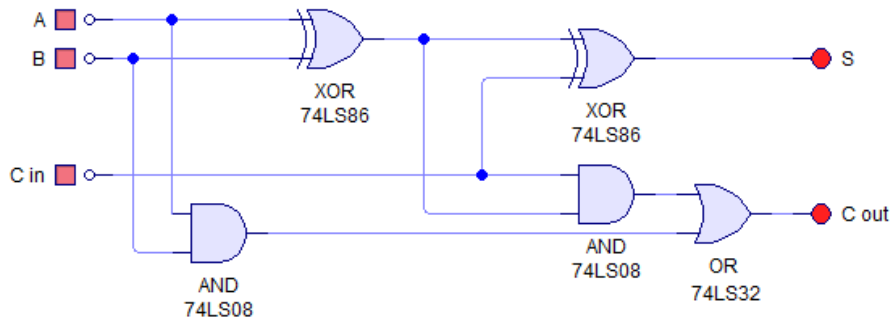 A
B
XOR
74LS86
XOR
74LS86
S
C in
AND
74LS08
AND
74LS08
OR
74LS32
C out